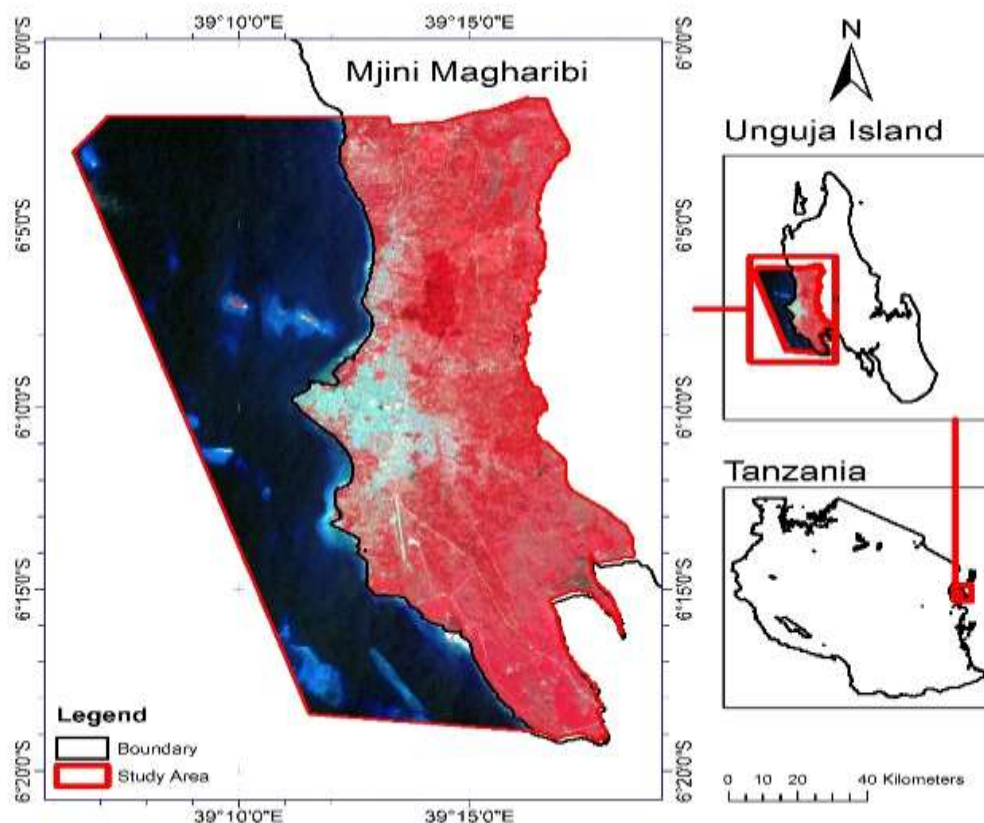 39°10'0"E 39°15'0"E
Mjini Magharibi
6°0'0"S
6°5'0"S
6°10'0"S
6°15'0"S
6°20'0"S
Legend
Boundary
Study Area
39°10'0"E 39°15'0"E
6°0'0"S
6°5'0"S
6°10'0"S
6°15'0"S
6°20'0"S
N
Unguja Island
Tanzania
0 10 20 40 Kilometers